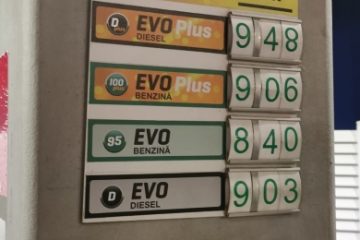 D plus EVO Plus DIESEL 9 48
100 plus EVO Plus BENZINĂ 9 06
95 EVO BENZINĂ 8 40
D EVO DIESEL 9 03